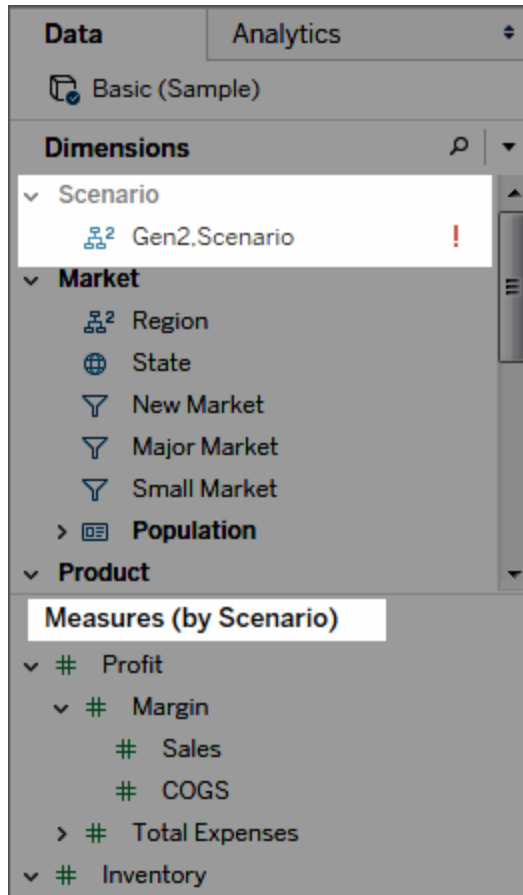 Data Analytics
Basic (Sample)
Dimensions
Scenario
Gen2,Scenario !
Market
Region
State
New Market
Major Market
Small Market
Population
Product
Measures (by Scenario)
# Profit
# Margin
# Sales
# COGS
# Total Expenses
# Inventory